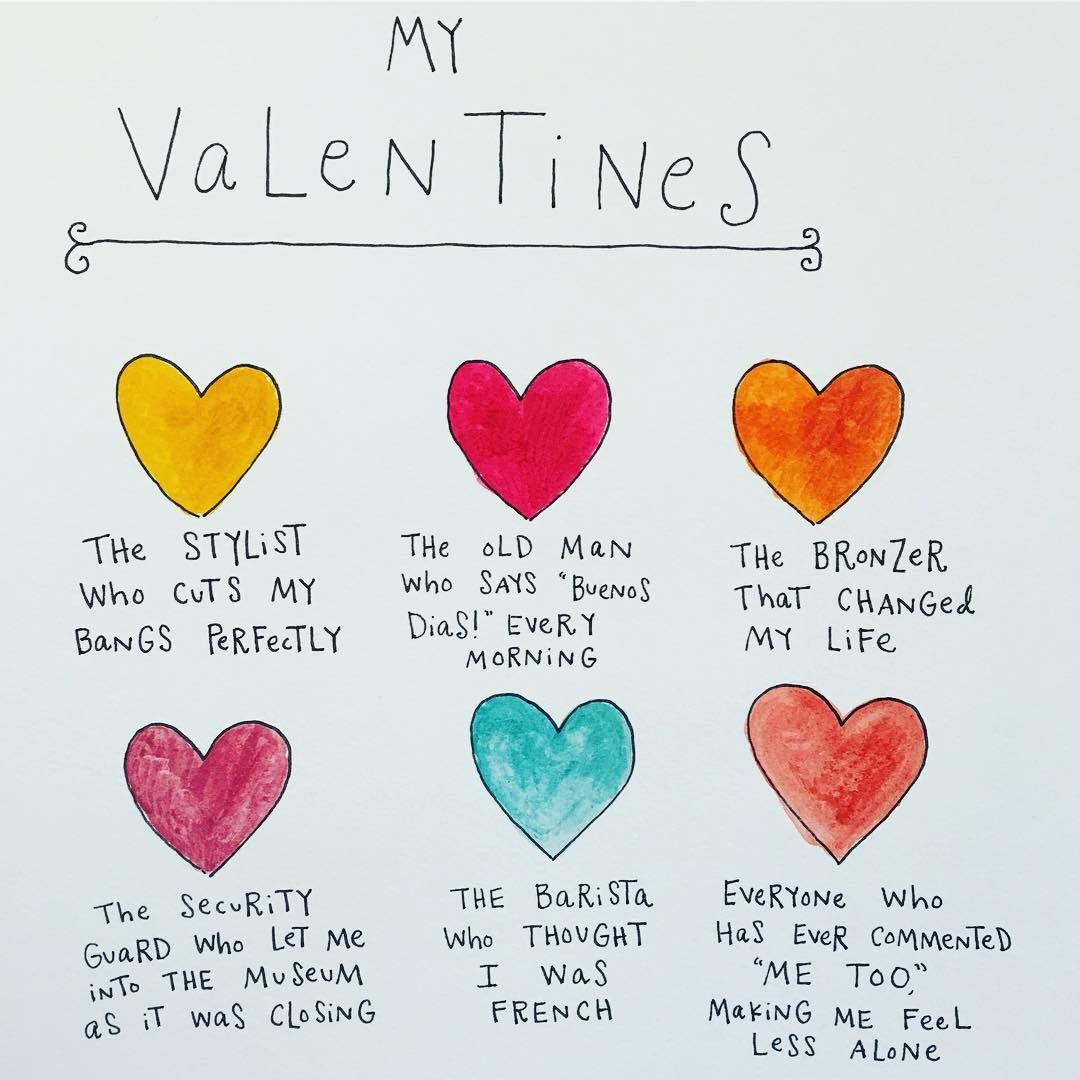 MY
VaLeNTiNeS
THe STYLiST
WHo CUTS MY
BaNGS PeRFecTLY
THe oLD MaN
WHo SAYS “Buenos
Dias!” EVeRY
MoRNiNG
THe BRoNZeR
ThaT CHANGed
MY LiFe
The SecuRiTY
GuaRD Who LeT Me
iNTo THE MuSeuM
aS iT waS CLoSiNG
THE BaRiSTa
Who THOUGHT
I WaS
FRENCH
EveRYoNe Who
HaS EVeR CoMMeNTeD
“ME TOO,”
MakiNG ME FeeL
LeSS ALoNe